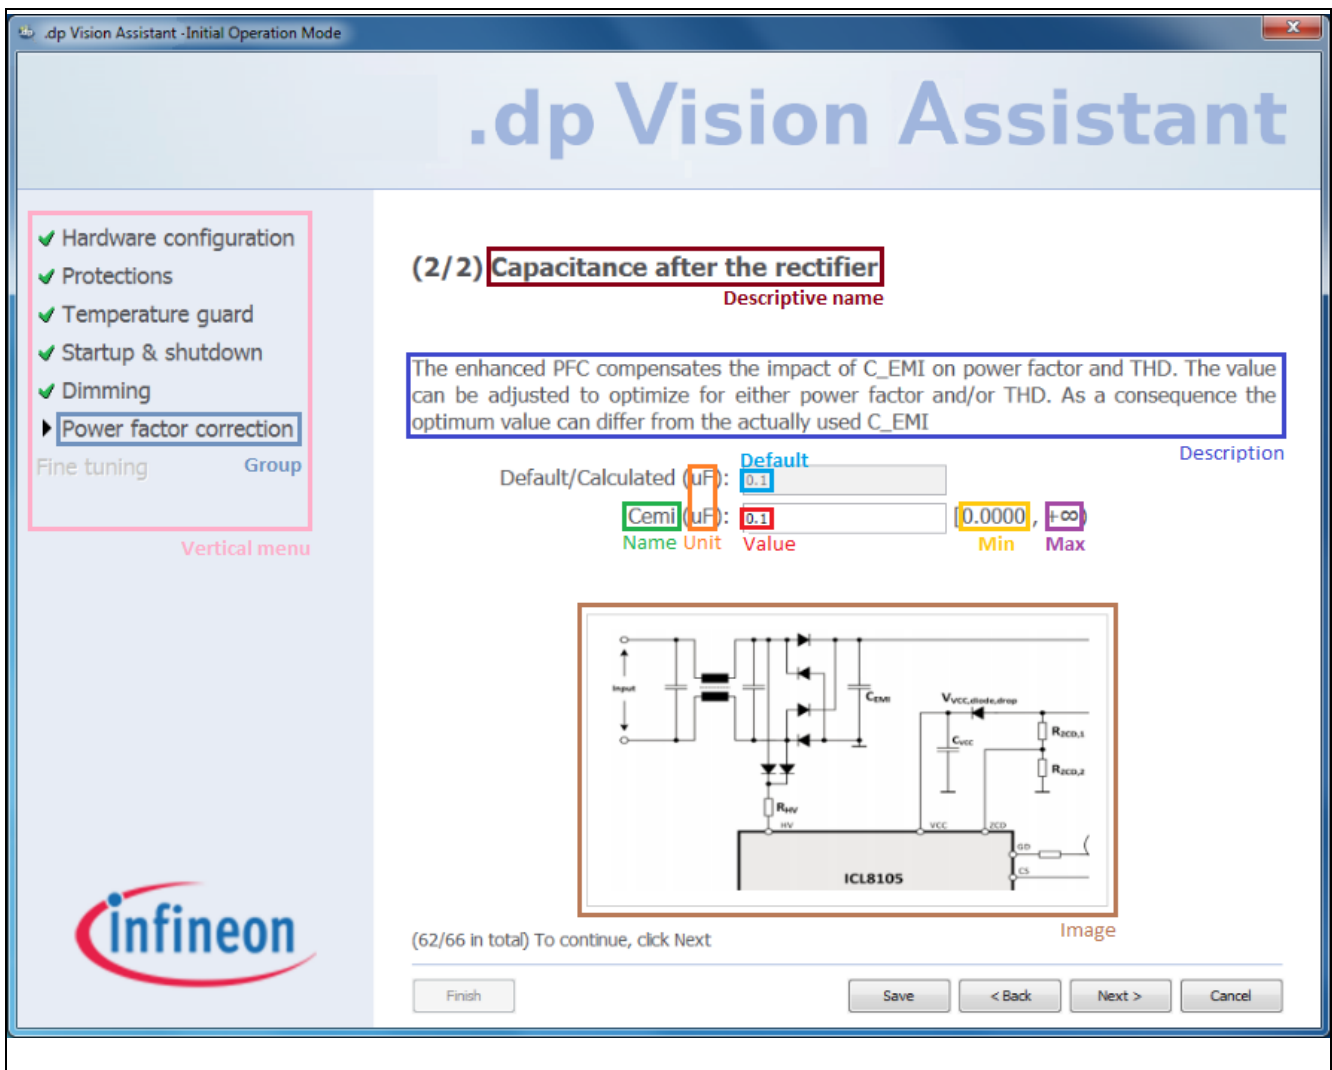 .dp Vision Assistant -Initial Operation Mode
x
.dp Vision Assistant
Hardware configuration
Protections
Temperature guard
Startup & shutdown
Dimming
Power factor correction
Fine tuning
Group
Vertical menu
(2/2) Capacitance after the rectifier
Descriptive name
The enhanced PFC compensates the impact of C_EMI on power factor and THD. The value
can be adjusted to optimize for either power factor and/or THD. As a consequence the
optimum value can differ from the actually used C_EMI
Description
Default
Default/Calculated (uF): 0.1
Cemi (uF): 0.1 [0.0000 , +∞)
Name Unit Value Min Max
Input
CEMI
VVCC,diode,drop
CVCC
RZCD,1
RZCD,2
RHV
HV
VCC
ZCD
GD
CS
ICL8105
Image
infineon
(62/66 in total) To continue, click Next
Finish
Save
< Back
Next >
Cancel